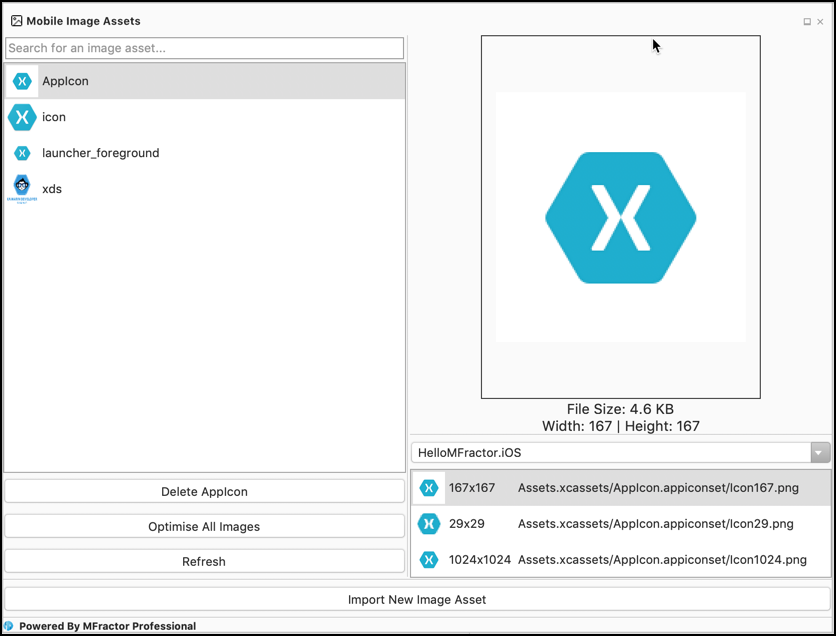 Mobile Image Assets
Search for an image asset...
AppIcon
icon
launcher_foreground
xds
Delete AppIcon
Optimise All Images
Refresh
File Size: 4.6 KB
Width: 167 | Height: 167
HelloMFractor.iOS
167x167 Assets.xcassets/AppIcon.appiconset/Icon167.png
29x29 Assets.xcassets/AppIcon.appiconset/Icon29.png
1024x1024 Assets.xcassets/AppIcon.appiconset/Icon1024.png
Import New Image Asset
Powered By MFractor Professional